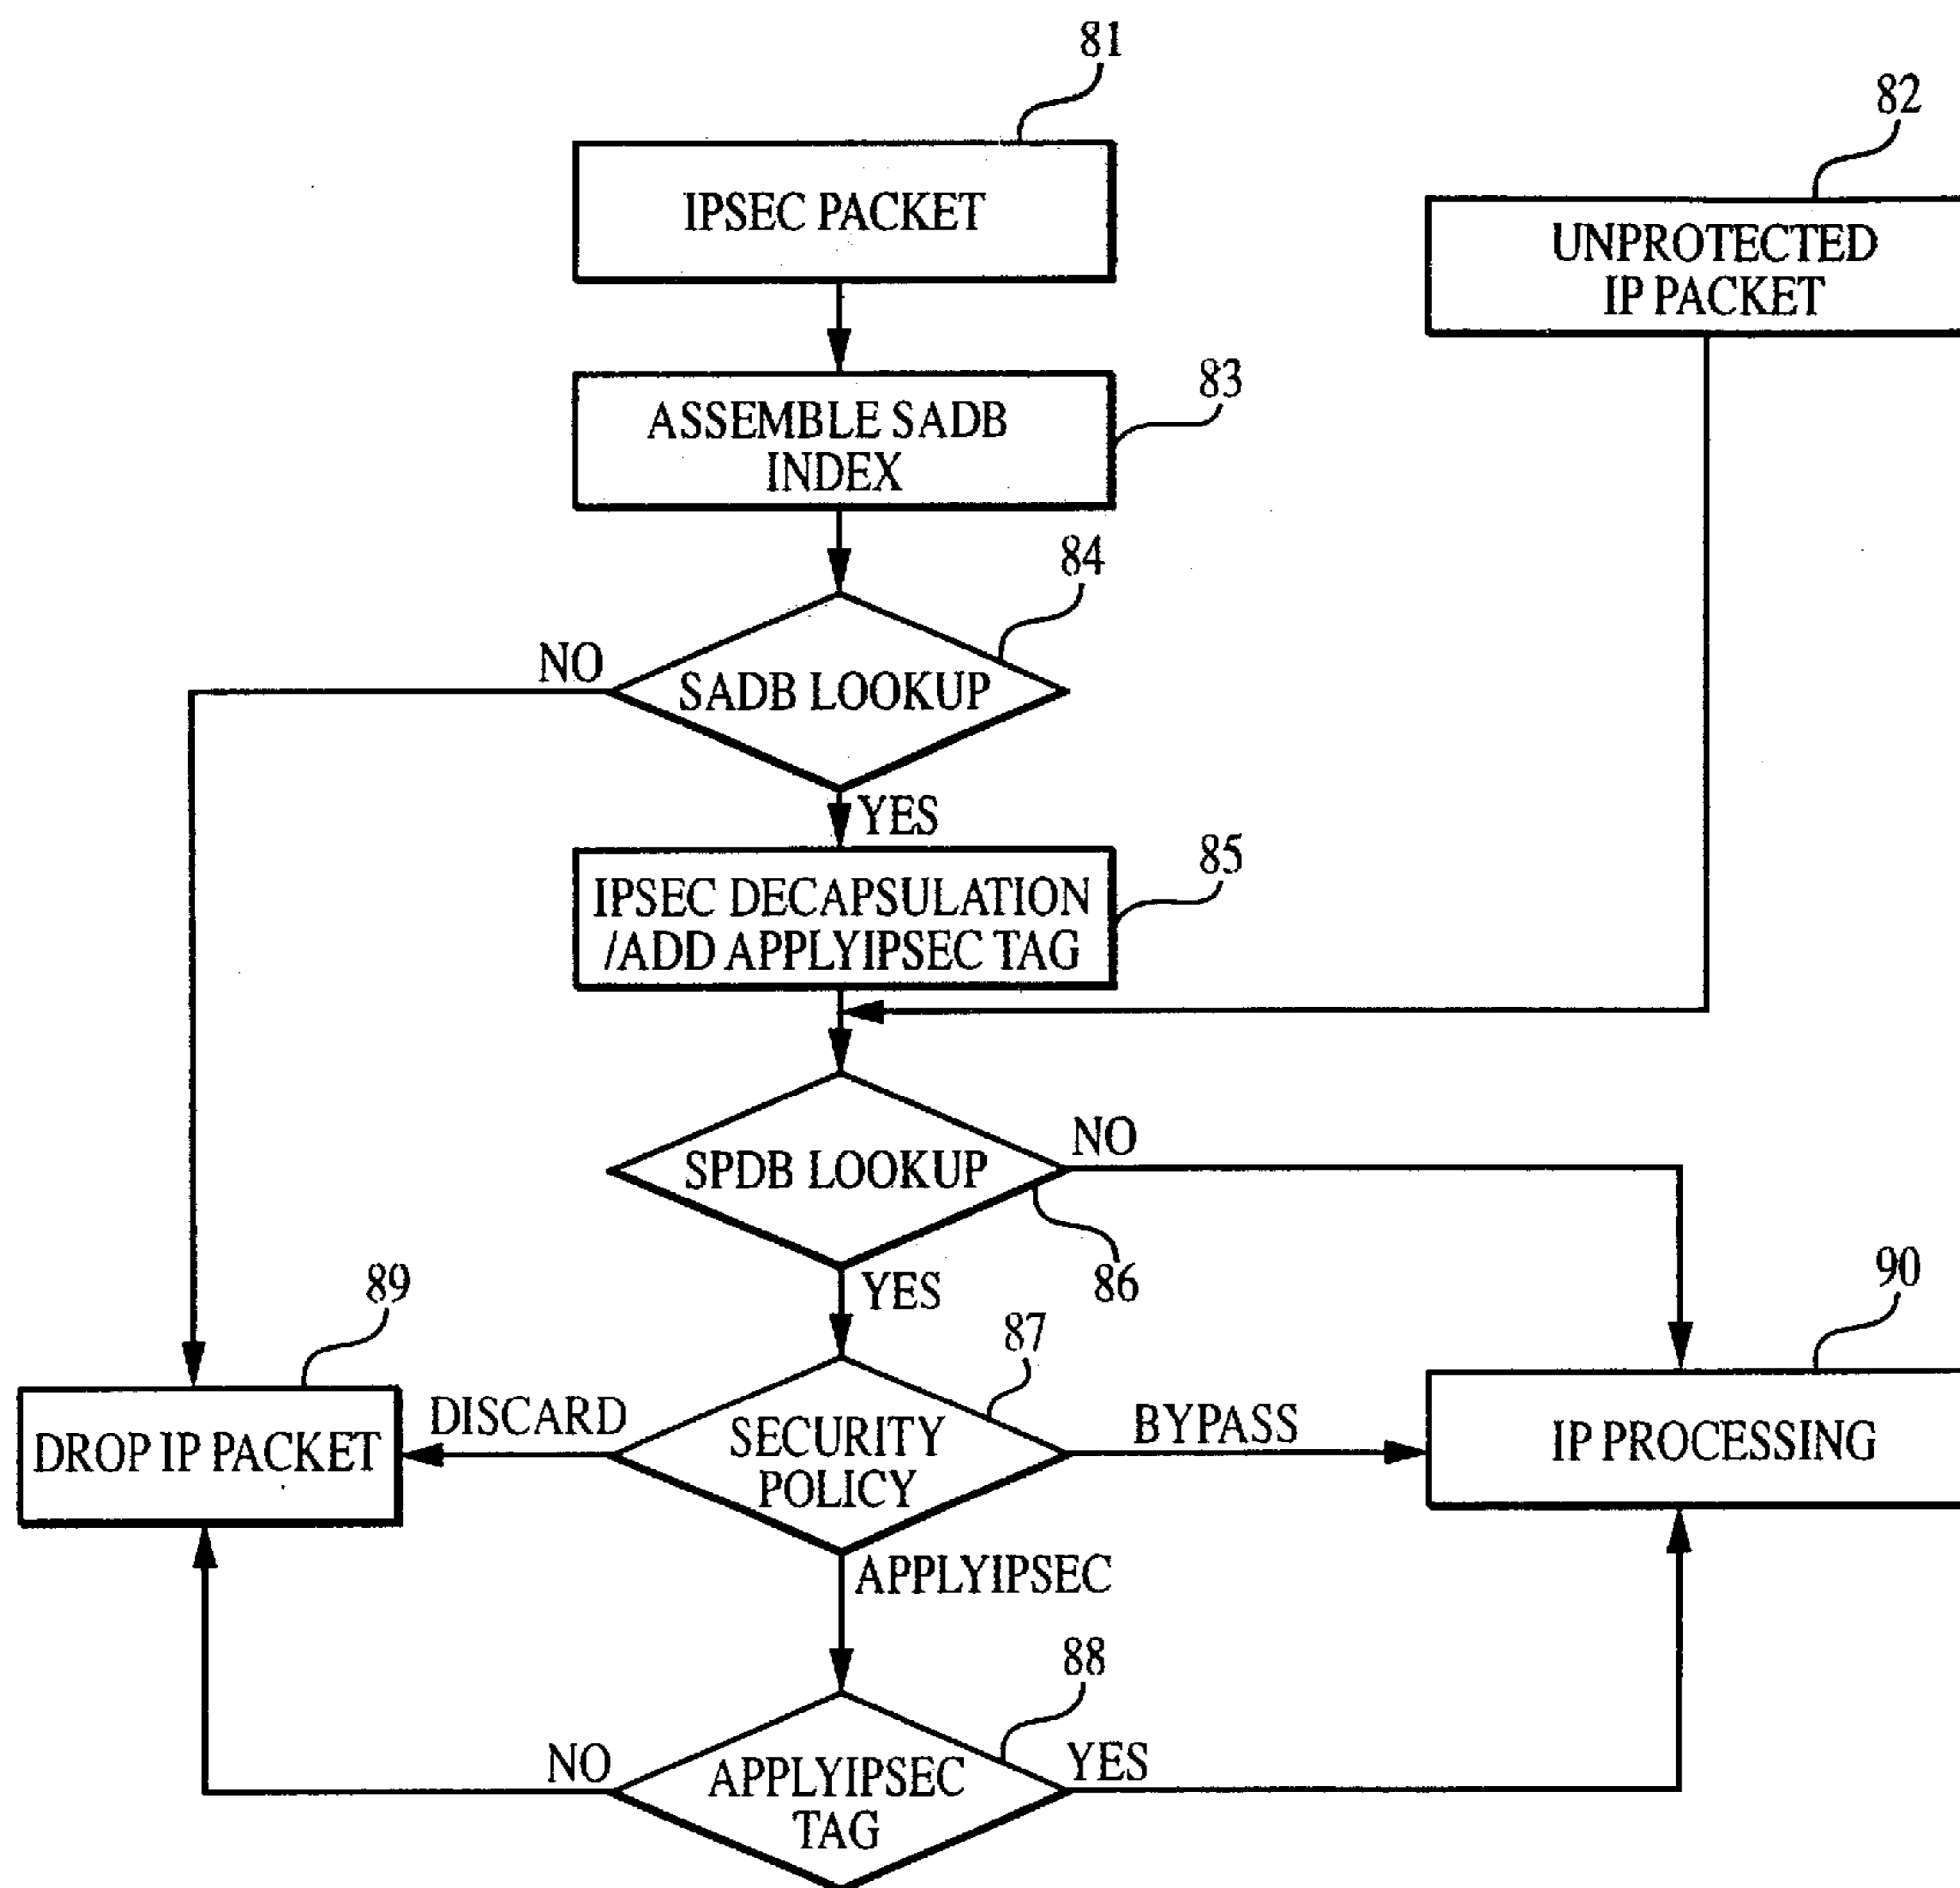 81
82
IPSEC PACKET
UNPROTECTED
IP PACKET
83
ASSEMBLE SADB
INDEX
84
NO
SADB LOOKUP
YES
85
IPSEC DECAPSULATION
/ADD APPLYIPSEC TAG
NO
SPDB LOOKUP
86
YES
89
87
90
DISCARD
BYPASS
DROP IP PACKET
SECURITY
POLICY
IP PROCESSING
APPLYIPSEC
88
NO
YES
APPLYIPSEC
TAG